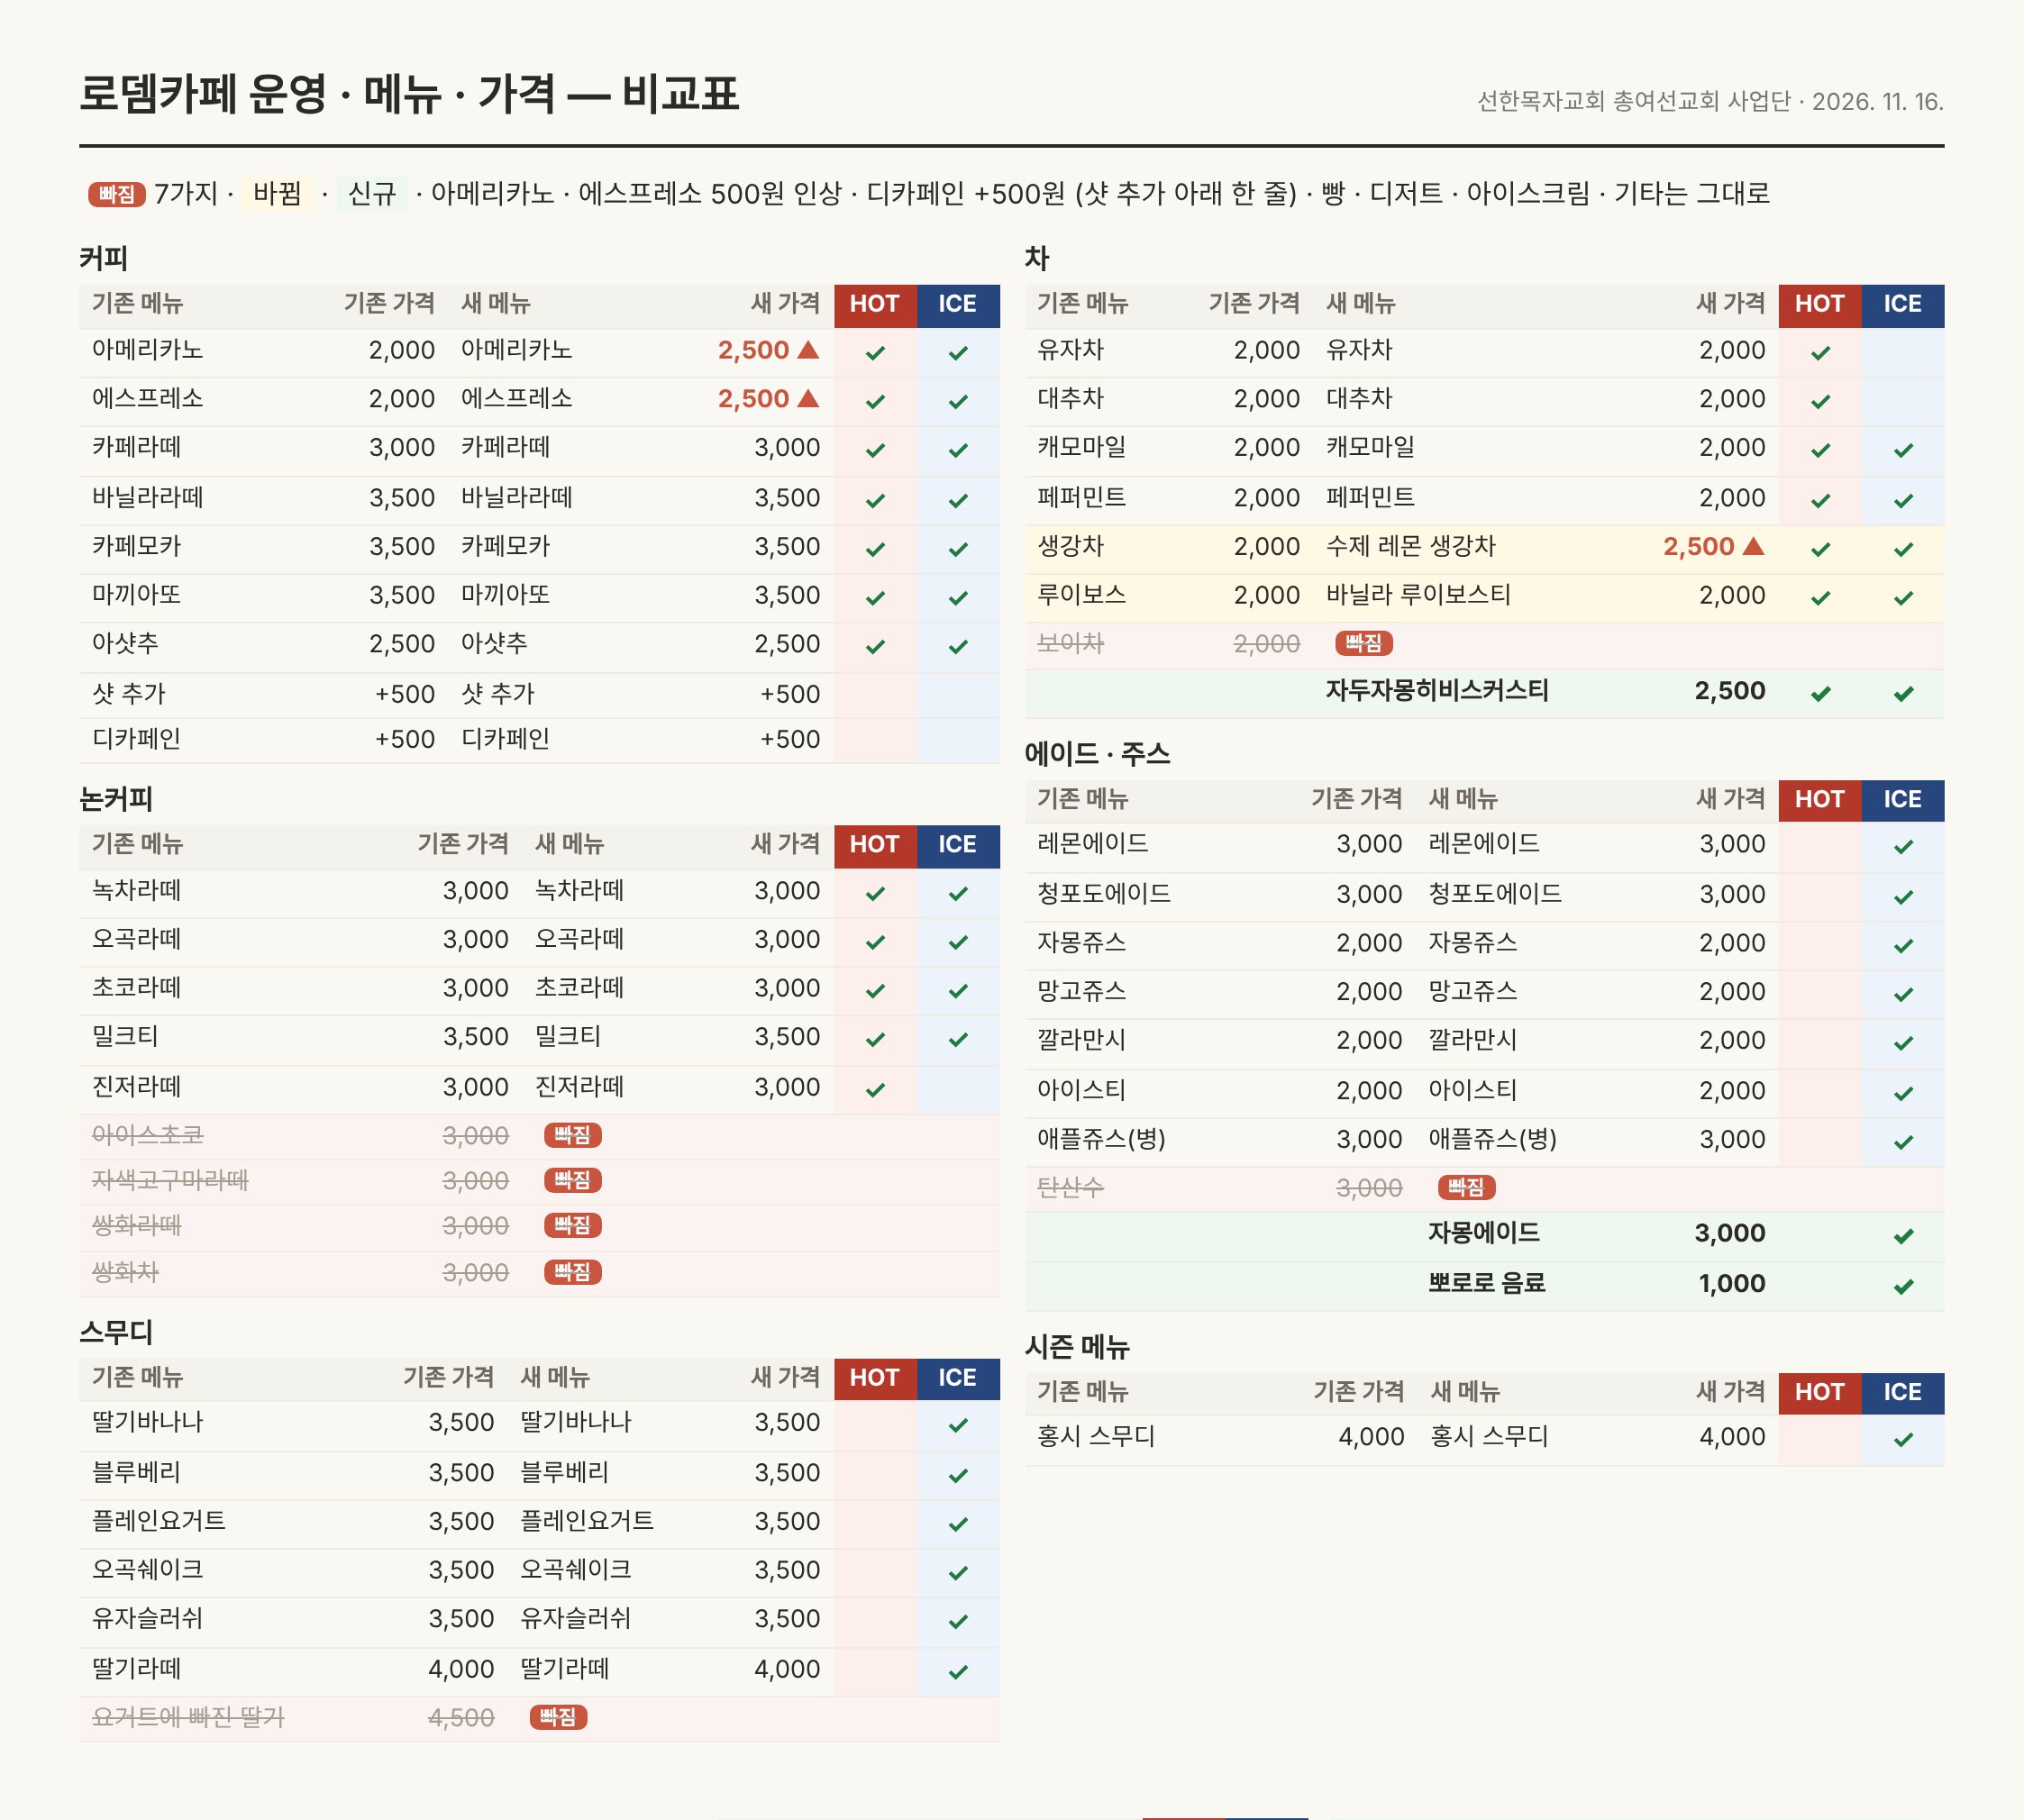 로뎀카페 운영 · 메뉴 · 가격 — 비교표
선한목자교회 총여선교회 사업단 · 2026. 11. 16.
빠짐 7가지 · 바뀜 · 신규 · 아메리카노 · 에스프레소 500원 인상 · 디카페인 +500원 (샷 추가 아래 한 줄) · 빵 · 디저트 · 아이스크림 · 기타는 그대로
커피
기존 메뉴 기존 가격 새 메뉴 새 가격 HOT ICE
아메리카노 2,000 아메리카노 2,500 ▲ ✓ ✓
에스프레소 2,000 에스프레소 2,500 ▲ ✓ ✓
카페라떼 3,000 카페라떼 3,000 ✓ ✓
바닐라라떼 3,500 바닐라라떼 3,500 ✓ ✓
카페모카 3,500 카페모카 3,500 ✓ ✓
마끼아또 3,500 마끼아또 3,500 ✓ ✓
아샷추 2,500 아샷추 2,500 ✓ ✓
샷 추가 +500 샷 추가 +500
디카페인 +500 디카페인 +500
논커피
기존 메뉴 기존 가격 새 메뉴 새 가격 HOT ICE
녹차라떼 3,000 녹차라떼 3,000 ✓ ✓
오곡라떼 3,000 오곡라떼 3,000 ✓ ✓
초코라떼 3,000 초코라떼 3,000 ✓ ✓
밀크티 3,500 밀크티 3,500 ✓ ✓
진저라떼 3,000 진저라떼 3,000 ✓
아이스초코 3,000 빠짐
자색고구마라떼 3,000 빠짐
쌍화라떼 3,000 빠짐
쌍화차 3,000 빠짐
스무디
기존 메뉴 기존 가격 새 메뉴 새 가격 HOT ICE
딸기바나나 3,500 딸기바나나 3,500 ✓
블루베리 3,500 블루베리 3,500 ✓
플레인요거트 3,500 플레인요거트 3,500 ✓
오곡쉐이크 3,500 오곡쉐이크 3,500 ✓
유자슬러쉬 3,500 유자슬러쉬 3,500 ✓
딸기라떼 4,000 딸기라떼 4,000 ✓
요거트에 빠진 딸기 4,500 빠짐
차
기존 메뉴 기존 가격 새 메뉴 새 가격 HOT ICE
유자차 2,000 유자차 2,000 ✓
대추차 2,000 대추차 2,000 ✓
캐모마일 2,000 캐모마일 2,000 ✓ ✓
페퍼민트 2,000 페퍼민트 2,000 ✓ ✓
생강차 2,000 수제 레몬 생강차 2,500 ▲ ✓ ✓
루이보스 2,000 바닐라 루이보스티 2,000 ✓ ✓
보이차 2,000 빠짐
자두자몽히비스커스티 2,500 ✓ ✓
에이드 · 주스
기존 메뉴 기존 가격 새 메뉴 새 가격 HOT ICE
레몬에이드 3,000 레몬에이드 3,000 ✓
청포도에이드 3,000 청포도에이드 3,000 ✓
자몽쥬스 2,000 자몽쥬스 2,000 ✓
망고쥬스 2,000 망고쥬스 2,000 ✓
깔라만시 2,000 깔라만시 2,000 ✓
아이스티 2,000 아이스티 2,000 ✓
애플쥬스(병) 3,000 애플쥬스(병) 3,000 ✓
탄산수 3,000 빠짐
자몽에이드 3,000 ✓
뽀로로 음료 1,000 ✓
시즌 메뉴
기존 메뉴 기존 가격 새 메뉴 새 가격 HOT ICE
홍시 스무디 4,000 홍시 스무디 4,000 ✓